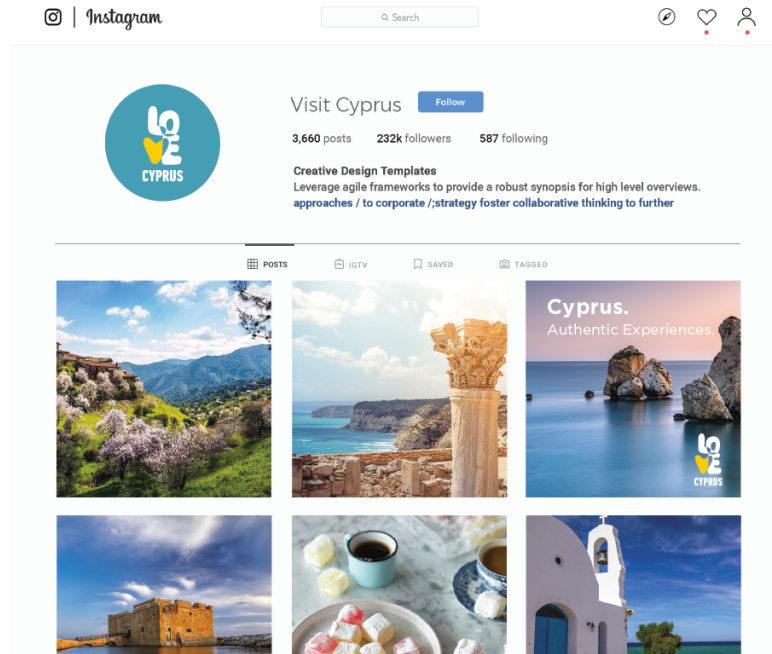 Instagram
Search
LOVE
CYPRUS
Visit Cyprus
Follow
3,660 posts 232k followers 587 following
Creative Design Templates
Leverage agile frameworks to provide a robust synopsis for high level overviews.
approaches / to corporate /;strategy foster collaborative thinking to further
POSTS
IGTV
SAVED
TAGGED
Cyprus.
Authentic Experiences.
LOVE
CYPRUS